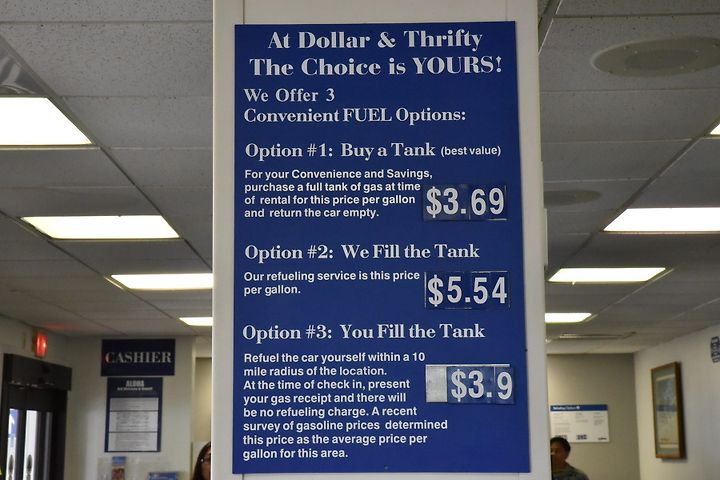 At Dollar & Thrifty
The Choice is YOURS!
We Offer 3
Convenient FUEL Options:
Option #1: Buy a Tank (best value)
For your Convenience and Savings,
purchase a full tank of gas at time
of rental for this price per gallon
and return the car empty.
$3.69
Option #2: We Fill the Tank
Our refueling service is this price
per gallon.
$5.54
Option #3: You Fill the Tank
Refuel the car yourself within a 10
mile radius of the location.
At the time of check in, present
your gas receipt and there will
be no refueling charge. A recent
survey of gasoline prices determined
this price as the average price per
gallon for this area.
$3.9
CASHIER
ALOHA